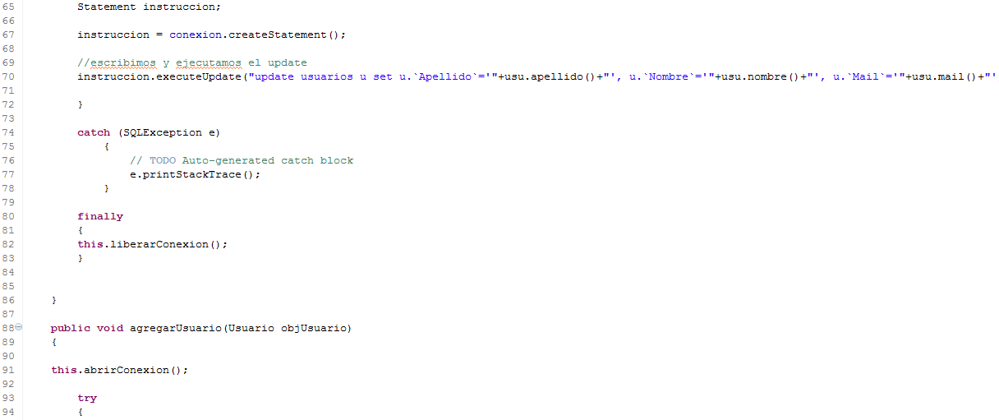 65 Statement instruccion;
66
67 instruccion = conexion.createStatement();
68
69 //escribimos y ejecutamos el update
70 instruccion.executeUpdate("update usuarios u set u.`Apellido`='"+usu.apellido()+"', u.`Nombre`='"+usu.nombre()+"', u.`Mail`='"+usu.mail()+"'
71
72 }
73
74 catch (SQLException e)
75 {
76 // TODO Auto-generated catch block
77 e.printStackTrace();
78 }
79
80 finally
81 {
82 this.liberarConexion();
83 }
84
85
86 }
87
88 public void agregarUsuario(Usuario objUsuario)
89 {
90
91 this.abrirConexion();
92
93 try
94 {